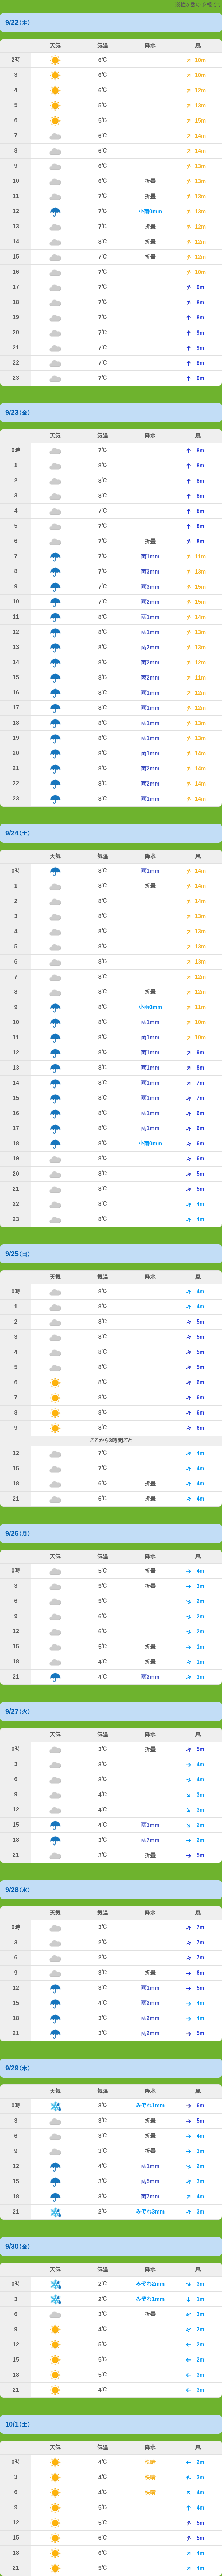 9/22(木)
天気 気温 降水 風
2時 6℃ 10m
3 6℃ 10m
4 6℃ 12m
5 5℃ 13m
6 5℃ 15m
7 6℃ 14m
8 6℃ 14m
9 6℃ 13m
10 6℃ 折曇 13m
11 7℃ 折曇 12m
12 7℃ 小雨0mm 13m
13 7℃ 折曇 12m
14 8℃ 折曇 12m
15 7℃ 折曇 12m
16 7℃ 10m
17 7℃ 9m
18 7℃ 8m
19 7℃ 8m
20 7℃ 9m
21 7℃ 9m
22 7℃ 9m
23 7℃ 9m
9/23(金)
天気 気温 降水 風
0時 7℃ 8m
1 8℃ 8m
2 8℃ 8m
3 8℃ 8m
4 7℃ 8m
5 7℃ 8m
6 7℃ 折曇 8m
7 7℃ 雨1mm 11m
8 7℃ 雨3mm 13m
9 7℃ 雨3mm 15m
10 7℃ 雨2mm 15m
11 8℃ 雨1mm 14m
12 8℃ 雨1mm 13m
13 8℃ 雨2mm 13m
14 8℃ 雨2mm 12m
15 8℃ 雨2mm 11m
16 8℃ 雨1mm 12m
17 8℃ 雨1mm 12m
18 8℃ 雨1mm 13m
19 8℃ 雨1mm 13m
20 8℃ 雨1mm 14m
21 8℃ 雨2mm 14m
22 8℃ 雨2mm 14m
23 8℃ 雨1mm 14m
9/24(土)
天気 気温 降水 風
0時 8℃ 雨1mm 14m
1 8℃ 折曇 14m
2 8℃ 14m
3 8℃ 13m
4 8℃ 13m
5 8℃ 13m
6 8℃ 13m
7 8℃ 12m
8 8℃ 折曇 12m
9 8℃ 小雨0mm 11m
10 8℃ 雨1mm 10m
11 8℃ 雨1mm 10m
12 8℃ 雨1mm 9m
13 8℃ 雨1mm 8m
14 8℃ 雨1mm 7m
15 8℃ 雨1mm 7m
16 8℃ 雨1mm 6m
17 8℃ 雨1mm 6m
18 8℃ 小雨0mm 6m
19 8℃ 6m
20 8℃ 5m
21 8℃ 5m
22 8℃ 4m
23 8℃ 4m
9/25(日)
天気 気温 降水 風
0時 8℃ 4m
1 8℃ 4m
2 8℃ 5m
3 8℃ 5m
4 8℃ 5m
5 8℃ 5m
6 8℃ 6m
7 8℃ 6m
8 8℃ 6m
9 8℃ 6m
ここから3時間ごと
12 7℃ 4m
15 7℃ 4m
18 6℃ 折曇 4m
21 6℃ 折曇 4m
9/26(月)
天気 気温 降水 風
0時 5℃ 折曇 4m
3 5℃ 折曇 3m
6 5℃ 2m
9 6℃ 2m
12 6℃ 2m
15 5℃ 折曇 1m
18 4℃ 折曇 1m
21 4℃ 雨2mm 3m
9/27(火)
天気 気温 降水 風
0時 3℃ 折曇 5m
3 3℃ 4m
6 3℃ 4m
9 4℃ 3m
12 4℃ 3m
15 4℃ 雨3mm 2m
18 3℃ 雨7mm 2m
21 3℃ 折曇 5m
9/28(水)
天気 気温 降水 風
0時 3℃ 7m
3 2℃ 7m
6 2℃ 7m
9 3℃ 折曇 6m
12 3℃ 雨1mm 5m
15 4℃ 雨2mm 4m
18 3℃ 雨2mm 4m
21 3℃ 雨2mm 5m
9/29(木)
天気 気温 降水 風
0時 3℃ みぞれ1mm 6m
3 3℃ 折曇 5m
6 3℃ 折曇 4m
9 3℃ 折曇 3m
12 4℃ 雨1mm 2m
15 3℃ 雨5mm 3m
18 3℃ 雨7mm 4m
21 2℃ みぞれ3mm 3m
9/30(金)
天気 気温 降水 風
0時 2℃ みぞれ2mm 3m
3 2℃ みぞれ1mm 1m
6 3℃ 折曇 3m
9 4℃ 2m
12 5℃ 2m
15 5℃ 2m
18 5℃ 3m
21 4℃ 3m
10/1(土)
天気 気温 降水 風
0時 4℃ 快晴 2m
3 4℃ 快晴 3m
6 4℃ 快晴 4m
9 5℃ 4m
12 5℃ 5m
15 6℃ 5m
18 6℃ 4m
21 5℃ 4m